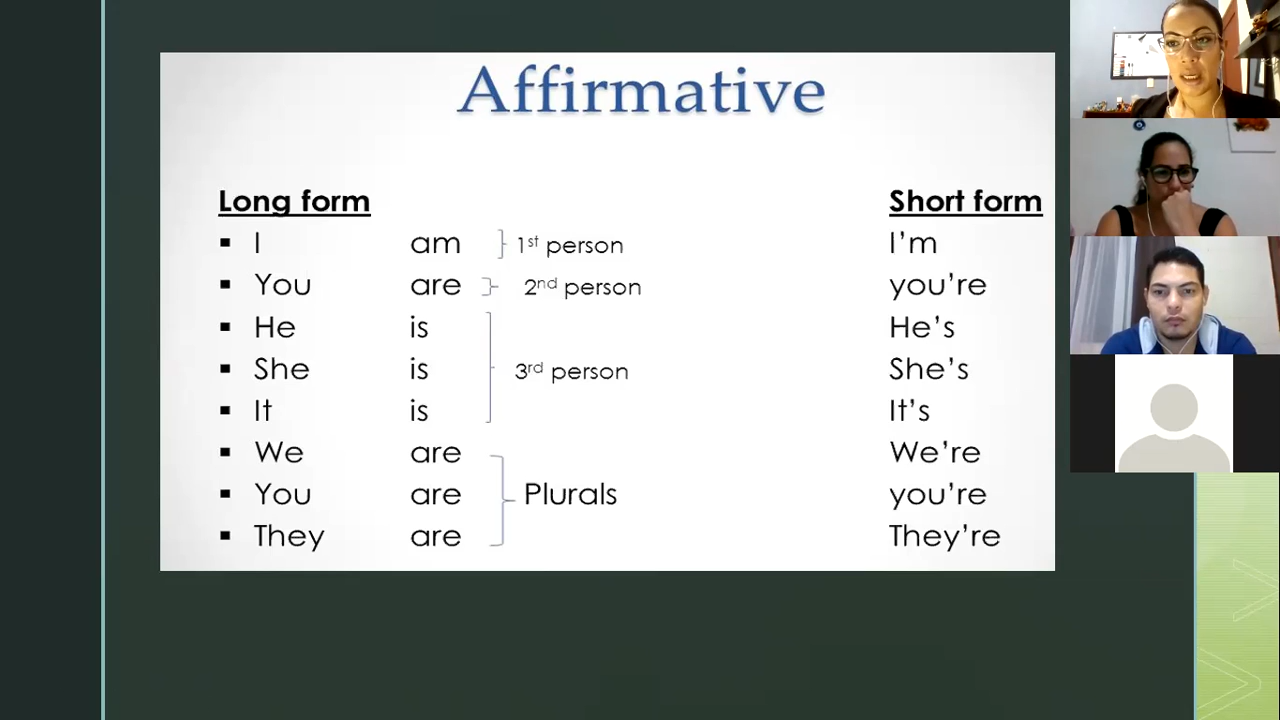 Affirmative
Long form Short form
▪ I am 1st person I'm
▪ You are 2nd person you're
▪ He is He's
▪ She is 3rd person She's
▪ It is It's
▪ We are We're
▪ You are Plurals you're
▪ They are They're